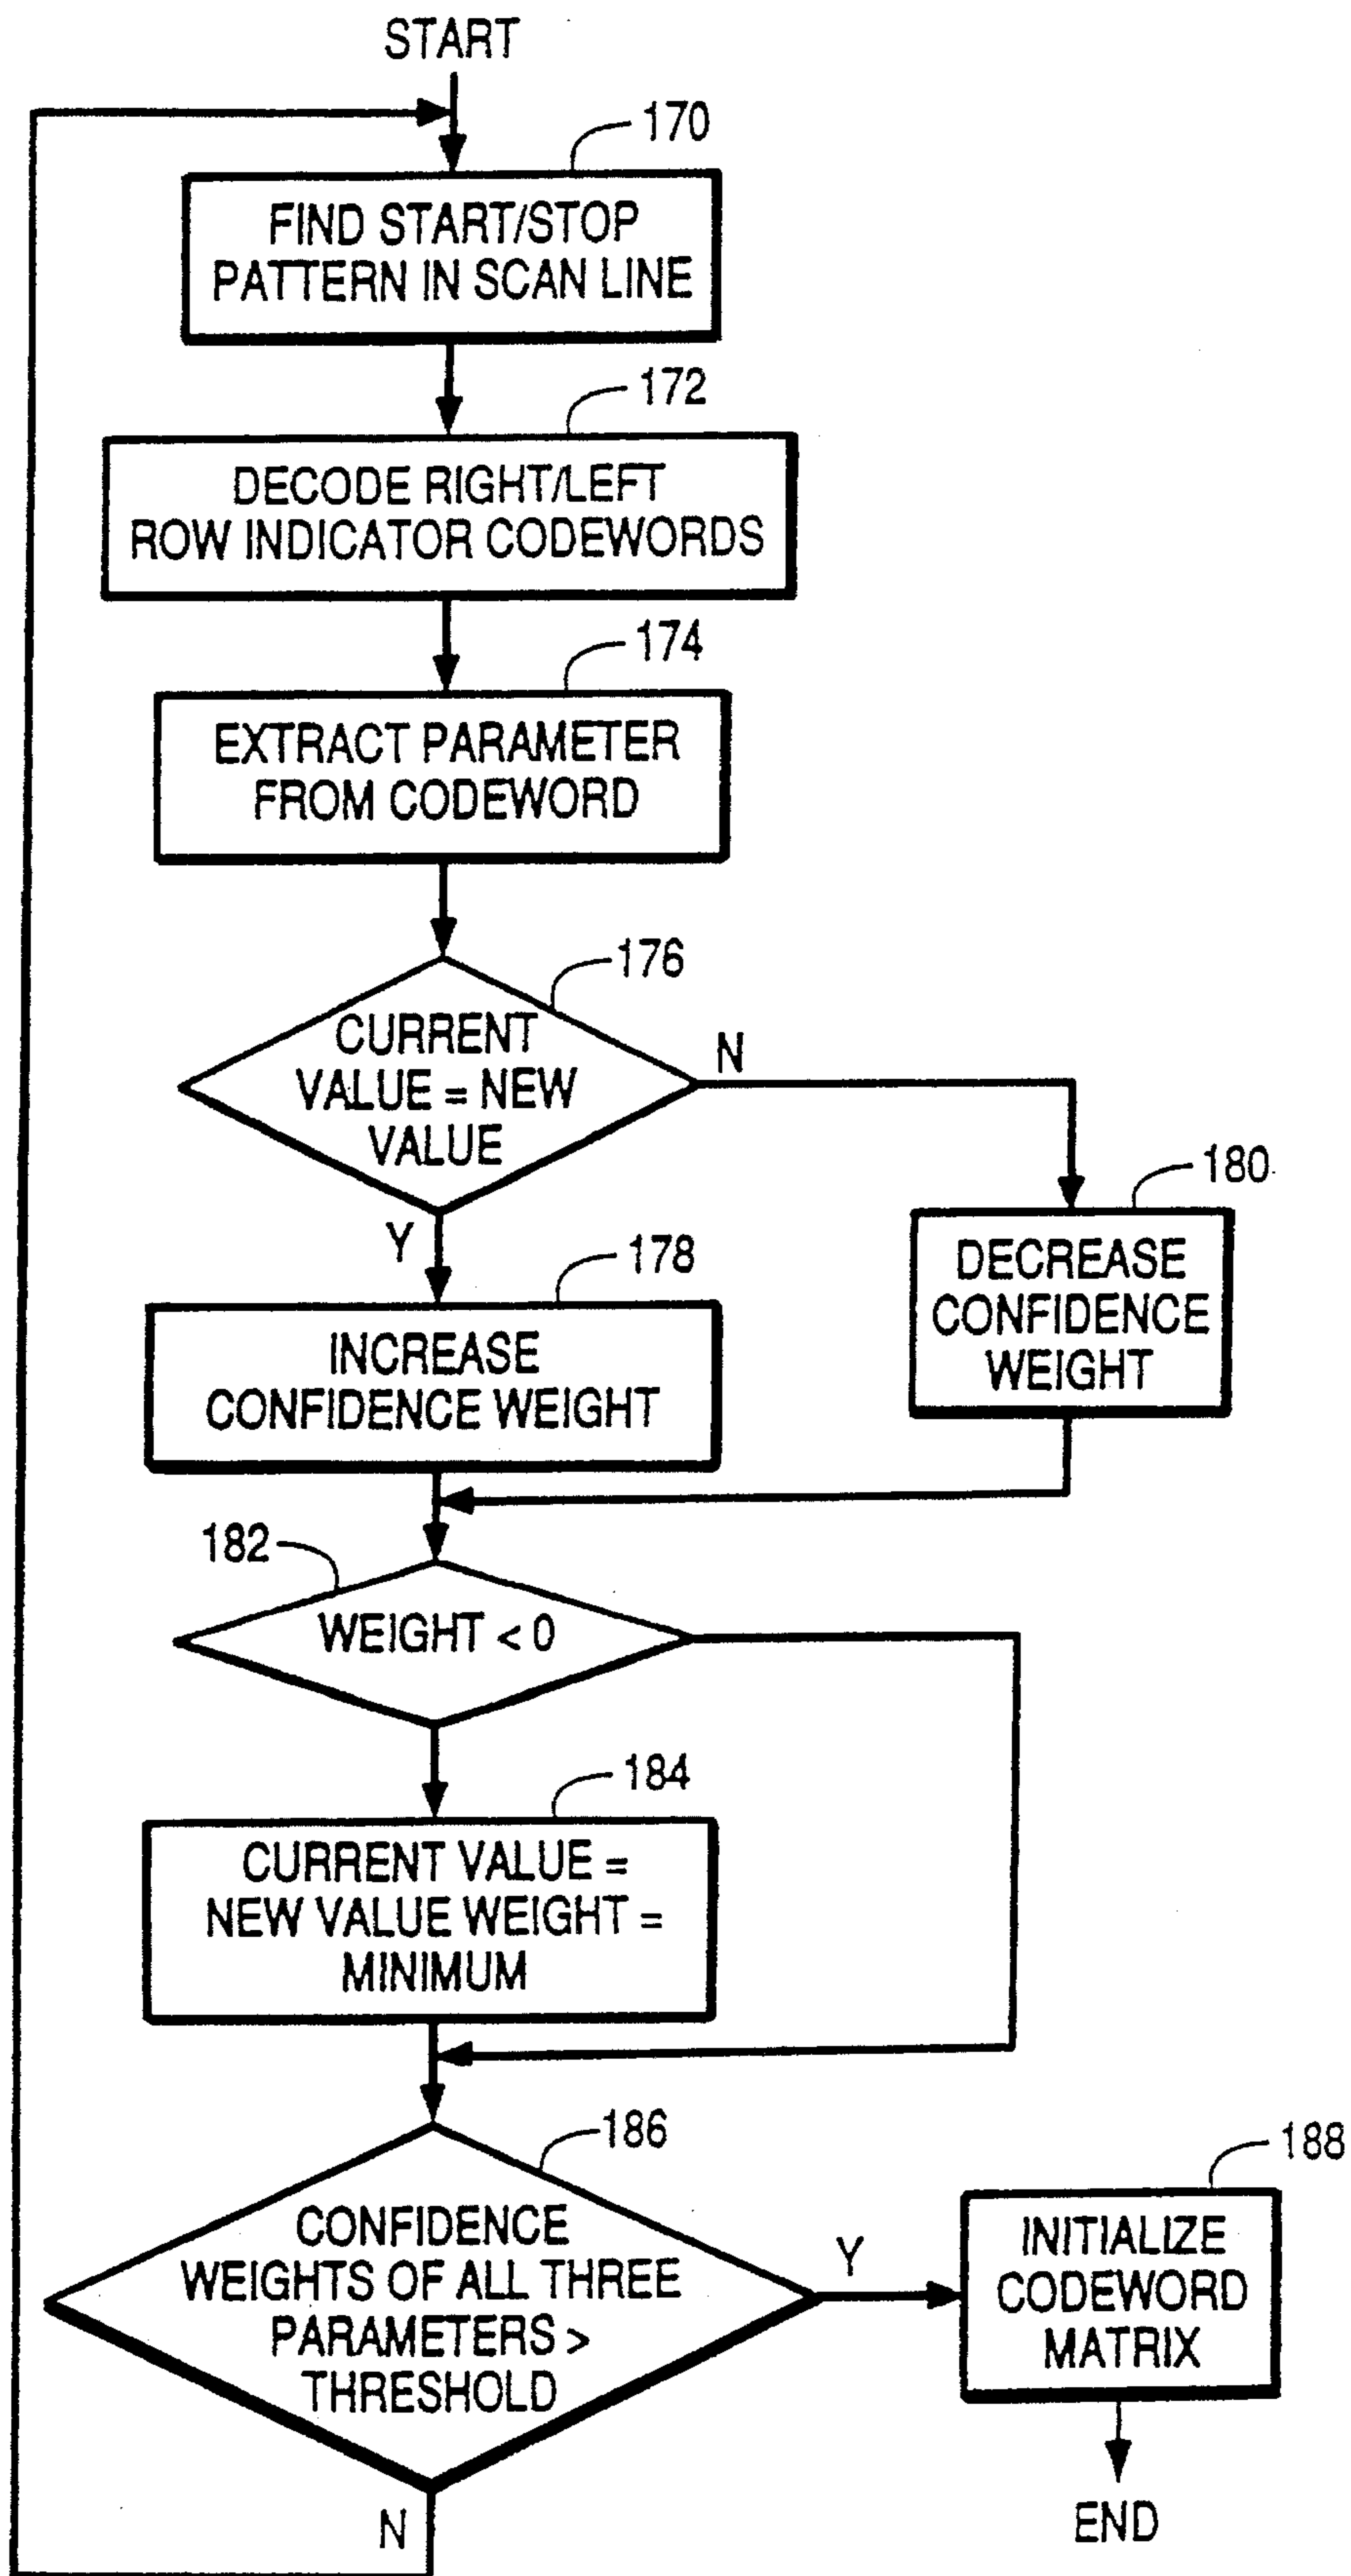 START
170
FIND START/STOP
PATTERN IN SCAN LINE
172
DECODE RIGHT/LEFT
ROW INDICATOR CODEWORDS
174
EXTRACT PARAMETER
FROM CODEWORD
176
CURRENT
VALUE = NEW
VALUE
N
Y
178
INCREASE
CONFIDENCE WEIGHT
180
DECREASE
CONFIDENCE
WEIGHT
182
WEIGHT < 0
184
CURRENT VALUE =
NEW VALUE WEIGHT =
MINIMUM
186
CONFIDENCE
WEIGHTS OF ALL THREE
PARAMETERS >
THRESHOLD
Y
N
188
INITIALIZE
CODEWORD
MATRIX
END